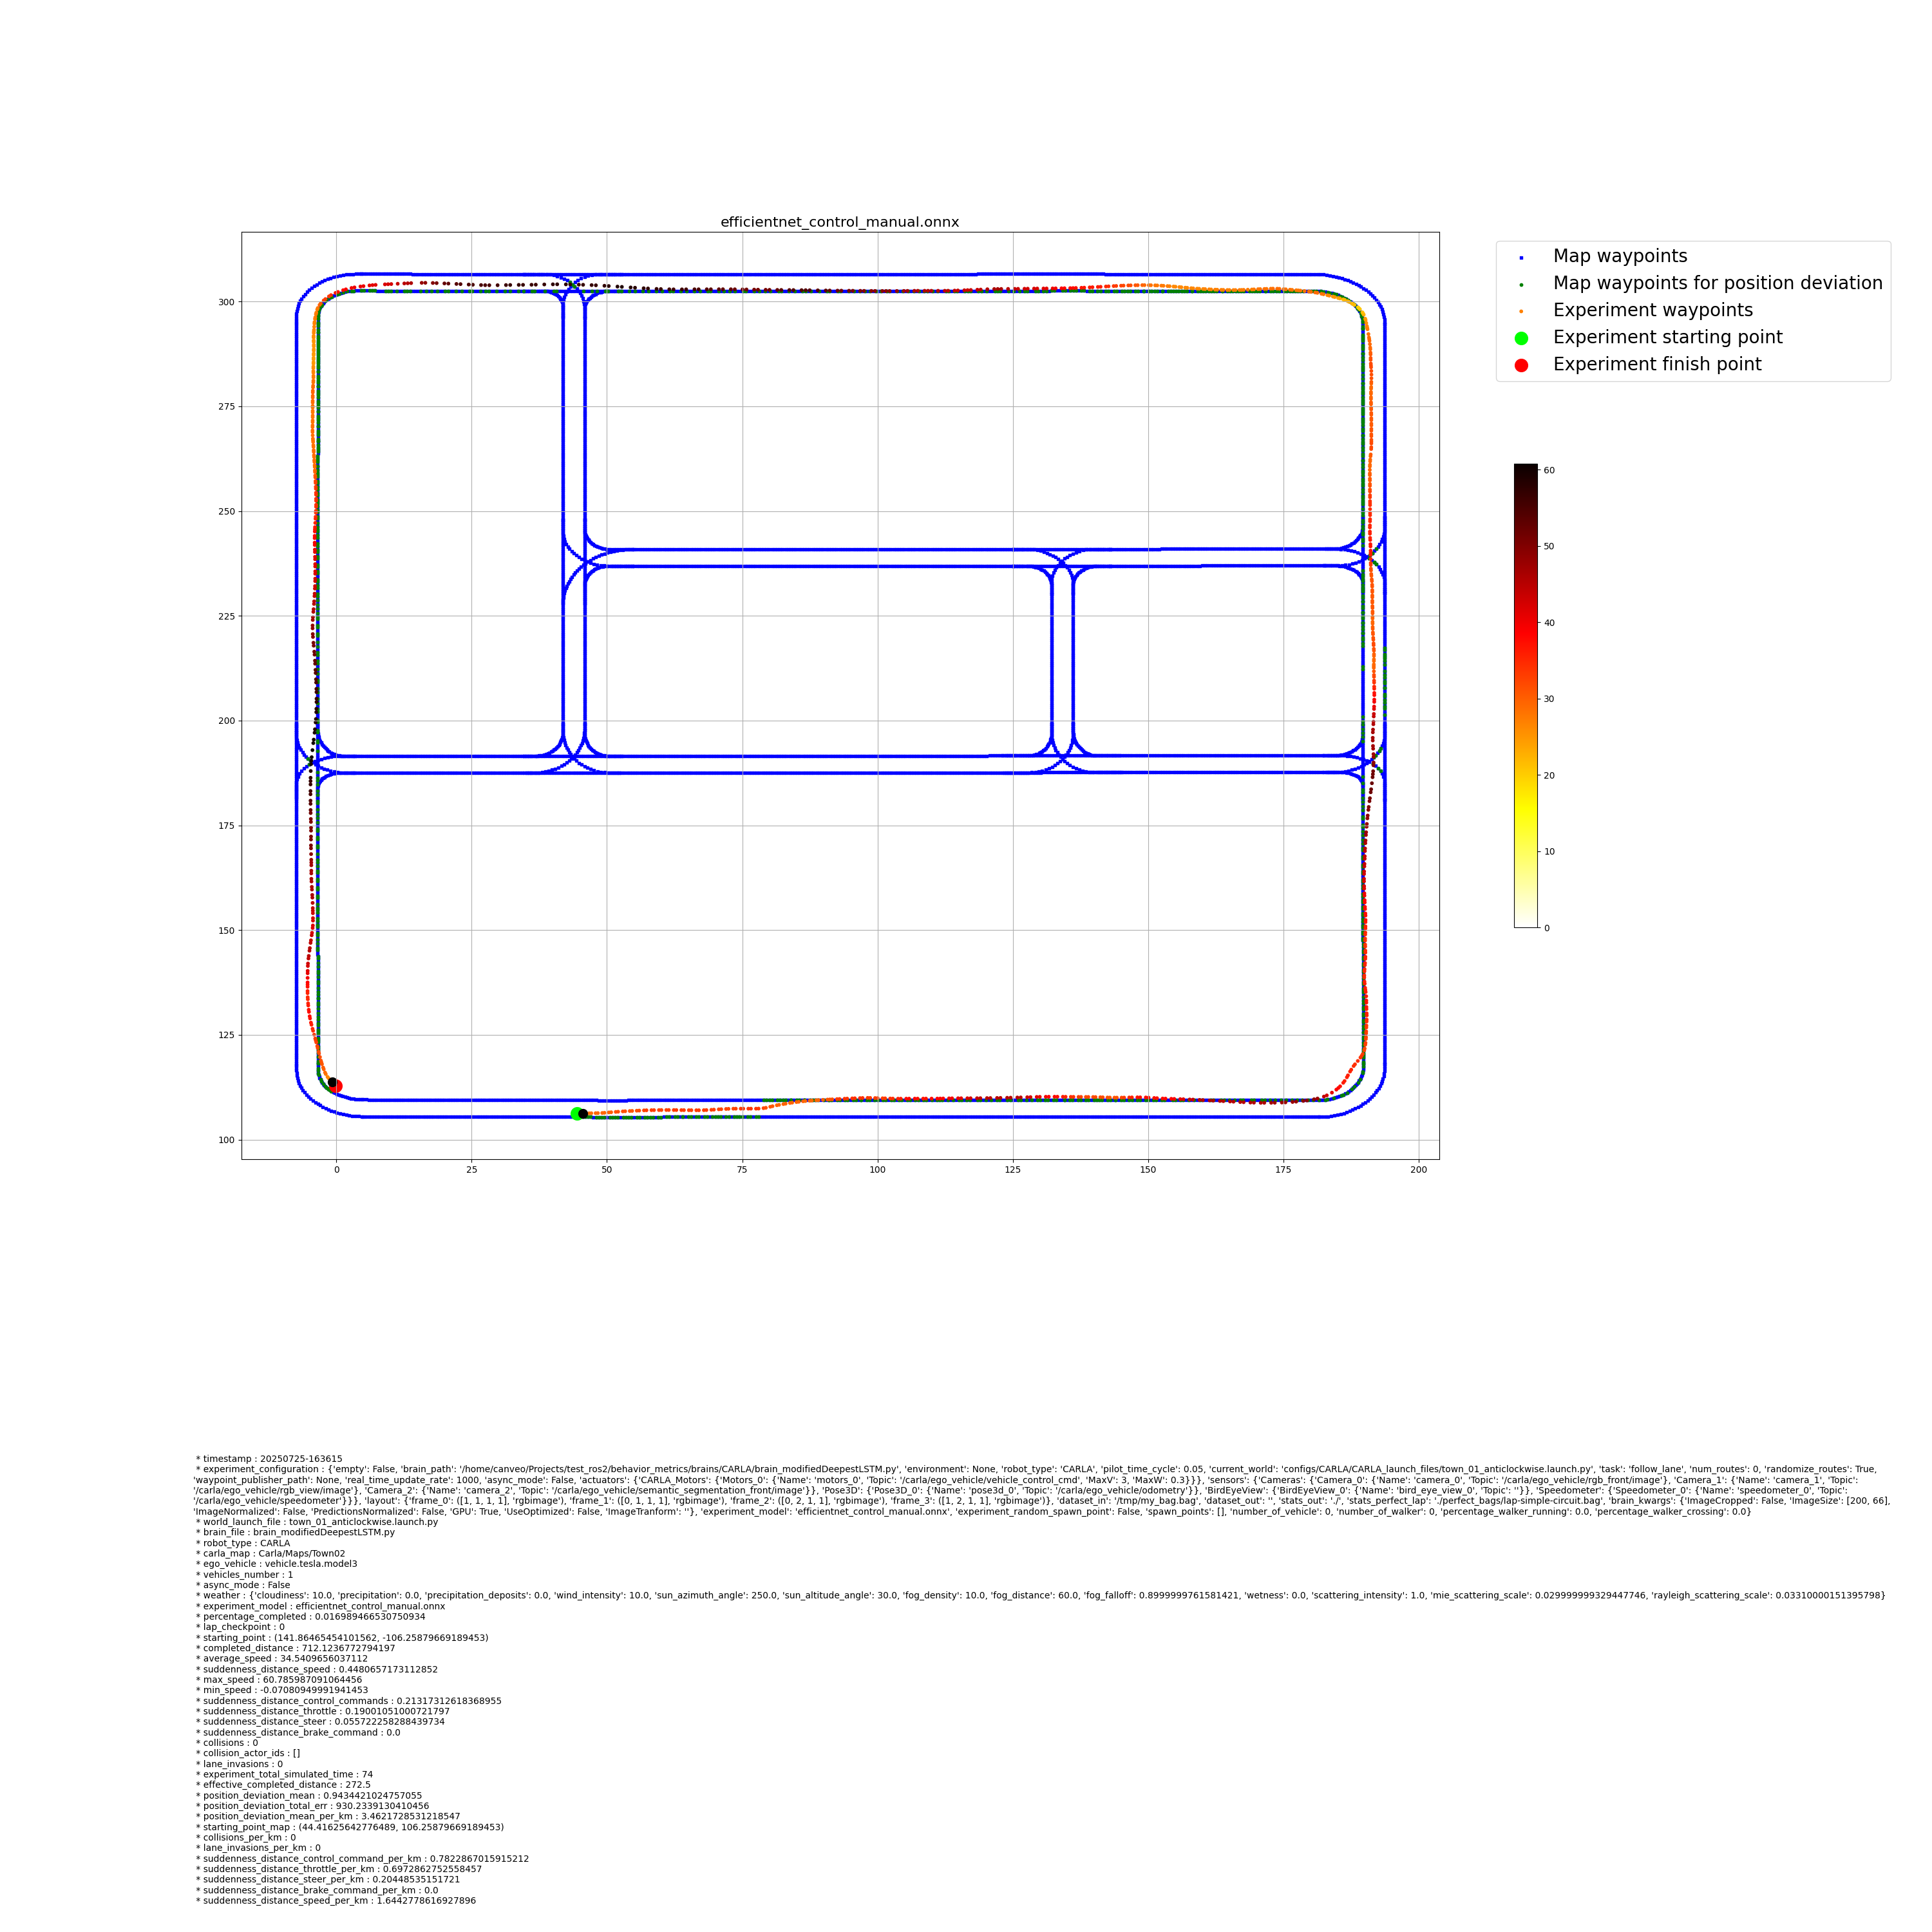 efficientnet_control_manual.onnx
Map waypoints
Map waypoints for position deviation
Experiment waypoints
Experiment starting point
Experiment finish point
300
275
250
225
200
175
150
125
100
0
25
50
75
100
125
150
175
200
60
50
40
30
20
10
0
* timestamp : 20250725-163615
* experiment_configuration : {'empty': False, 'brain_path': '/home/canveo/Projects/test_ros2/behavior_metrics/brains/CARLA/brain_modifiedDeepestLSTM.py', 'environment': None, 'robot_type': 'CARLA', 'pilot_time_cycle': 0.05, 'current_world': 'configs/CARLA/CARLA_launch_files/town_01_anticlockwise.launch.py', 'task': 'follow_lane', 'num_routes': 0, 'randomize_routes': True,
'waypoint_publisher_path': None, 'real_time_update_rate': 1000, 'async_mode': False, 'actuators': {'CARLA_Motors': {'Motors_0': {'Name': 'motors_0', 'Topic': '/carla/ego_vehicle/vehicle_control_cmd', 'MaxV': 3, 'MaxW': 0.3}}}, 'sensors': {'Cameras': {'Camera_0': {'Name': 'camera_0', 'Topic': '/carla/ego_vehicle/rgb_front/image'}, 'Camera_1': {'Name': 'camera_1', 'Topic':
'/carla/ego_vehicle/rgb_view/image'}, 'Camera_2': {'Name': 'camera_2', 'Topic': '/carla/ego_vehicle/semantic_segmentation_front/image'}}, 'Pose3D': {'Pose3D_0': {'Name': 'pose3d_0', 'Topic': '/carla/ego_vehicle/odometry'}}, 'BirdEyeView': {'BirdEyeView_0': {'Name': 'bird_eye_view_0', 'Topic': ''}}, 'Speedometer': {'Speedometer_0': {'Name': 'speedometer_0', 'Topic':
'/carla/ego_vehicle/speedometer'}}}, 'layout': {'frame_0': ([1, 1, 1, 1], 'rgbimage'), 'frame_1': ([0, 1, 1, 1], 'rgbimage'), 'frame_2': ([0, 2, 1, 1], 'rgbimage'), 'frame_3': ([1, 2, 1, 1], 'rgbimage')}, 'dataset_in': '/tmp/my_bag.bag', 'dataset_out': '', 'stats_out': './', 'stats_perfect_lap': './perfect_bags/lap-simple-circuit.bag', 'brain_kwargs': {'ImageCropped': False, 'ImageSize': [200, 66],
'ImageNormalized': False, 'PredictionsNormalized': False, 'GPU': True, 'UseOptimized': False, 'ImageTranform': ''}, 'experiment_model': 'efficientnet_control_manual.onnx', 'experiment_random_spawn_point': False, 'spawn_points': [], 'number_of_vehicle': 0, 'number_of_walker': 0, 'percentage_walker_running': 0.0, 'percentage_walker_crossing': 0.0}
* world_launch_file : town_01_anticlockwise.launch.py
* brain_file : brain_modifiedDeepestLSTM.py
* robot_type : CARLA
* carla_map : Carla/Maps/Town02
* ego_vehicle : vehicle.tesla.model3
* vehicles_number : 1
* async_mode : False
* weather : {'cloudiness': 10.0, 'precipitation': 0.0, 'precipitation_deposits': 0.0, 'wind_intensity': 10.0, 'sun_azimuth_angle': 250.0, 'sun_altitude_angle': 30.0, 'fog_density': 10.0, 'fog_distance': 60.0, 'fog_falloff': 0.8999999761581421, 'wetness': 0.0, 'scattering_intensity': 1.0, 'mie_scattering_scale': 0.029999999329447746, 'rayleigh_scattering_scale': 0.03310000151395798}
* experiment_model : efficientnet_control_manual.onnx
* percentage_completed : 0.016989466530750934
* lap_checkpoint : 0
* starting_point : (141.86465454101562, -106.25879669189453)
* completed_distance : 712.1236772794197
* average_speed : 34.5409656037112
* suddenness_distance_speed : 0.4480657173112852
* max_speed : 60.785987091064456
* min_speed : -0.07080949991941453
* suddenness_distance_control_commands : 0.21317312618368955
* suddenness_distance_throttle : 0.19001051000721797
* suddenness_distance_steer : 0.055722258288439734
* suddenness_distance_brake_command : 0.0
* collisions : 0
* collision_actor_ids : []
* lane_invasions : 0
* experiment_total_simulated_time : 74
* effective_completed_distance : 272.5
* position_deviation_mean : 0.9434421024757055
* position_deviation_total_err : 930.2339130410456
* position_deviation_mean_per_km : 3.4621728531218547
* starting_point_map : (44.41625642776489, 106.25879669189453)
* collisions_per_km : 0
* lane_invasions_per_km : 0
* suddenness_distance_control_command_per_km : 0.7822867015915212
* suddenness_distance_throttle_per_km : 0.6972862752558457
* suddenness_distance_steer_per_km : 0.20448535151721
* suddenness_distance_brake_command_per_km : 0.0
* suddenness_distance_speed_per_km : 1.6442778616927896